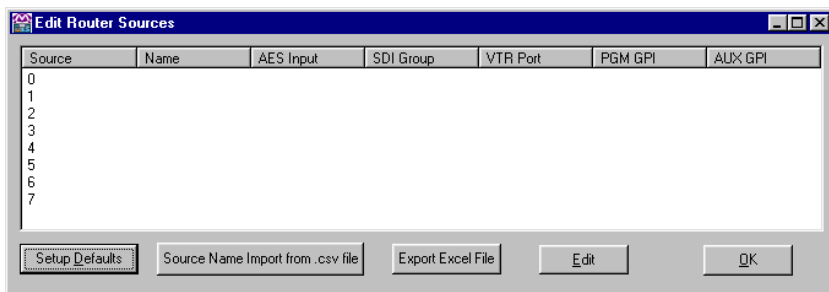 Edit Router Sources
Source Name AES Input SDI Group VTR Port PGM GPI AUX GPI
0
1
2
3
4
5
6
7
Setup Defaults Source Name Import from .csv file Export Excel File Edit OK